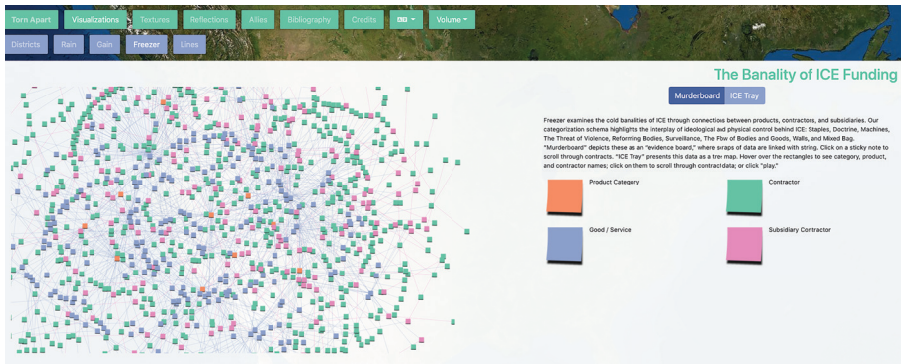 Torn Apart Visualizations Textures Reflections Allies Bibliography Credits Volume
Districts Rain Gain Freezer Lines
The Banality of ICE Funding
Murderboard ICE Tray
Freezer examines the cold banalities of ICE through connections between products, contractors, and subsidiaries. Our
categorization schema highlights the interplay of ideological ad physical control behind ICE: Staples, Doctrine, Machines,
The Threat of Violence, Reforming Bodies, Surveillance, The Flow of Bodies and Goods, Walls, and Mixed Bag.
"Murderboard" depicts these as an "evidence board," where sraps of data are linked with string. Click on a sticky note to
scroll through contracts. "ICE Tray" presents this data as a tree map. Hover over the rectangles to see category, product,
and contractor names; click on them to scroll through contract data; or click "play."
Product Category
Contractor
Good / Service
Subsidiary Contractor